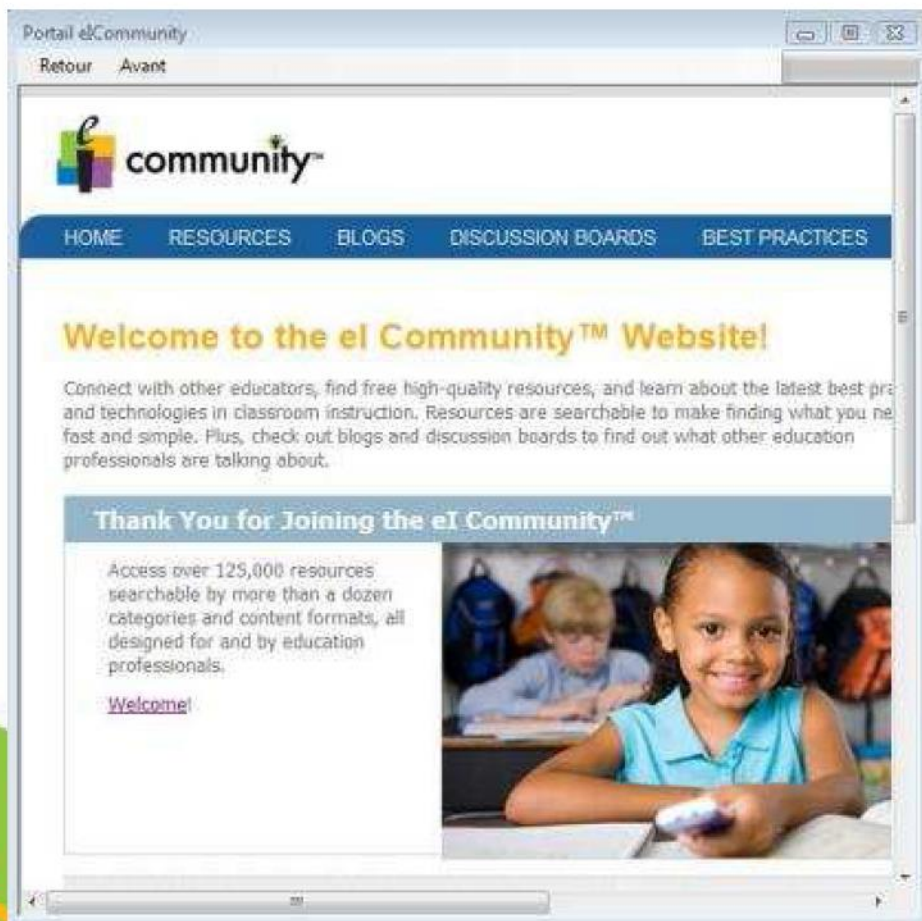 Portail eICommunity
Retour Avant
eI community™
HOME RESOURCES BLOGS DISCUSSION BOARDS BEST PRACTICES
Welcome to the eI Community™ Website!
Connect with other educators, find free high-quality resources, and learn about the latest best pra
and technologies in classroom instruction. Resources are searchable to make finding what you ne
fast and simple. Plus, check out blogs and discussion boards to find out what other education
professionals are talking about.
Thank You for Joining the eI Community™
Access over 125,000 resources
searchable by more than a dozen
categories and content formats, all
designed for and by education
professionals.
Welcome!